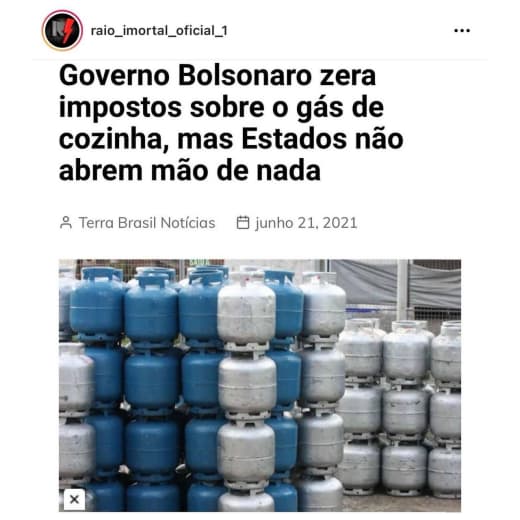 raio_imortal_oficial_1
Governo Bolsonaro zera
impostos sobre o gás de
cozinha, mas Estados não
abrem mão de nada
Terra Brasil Notícias junho 21, 2021